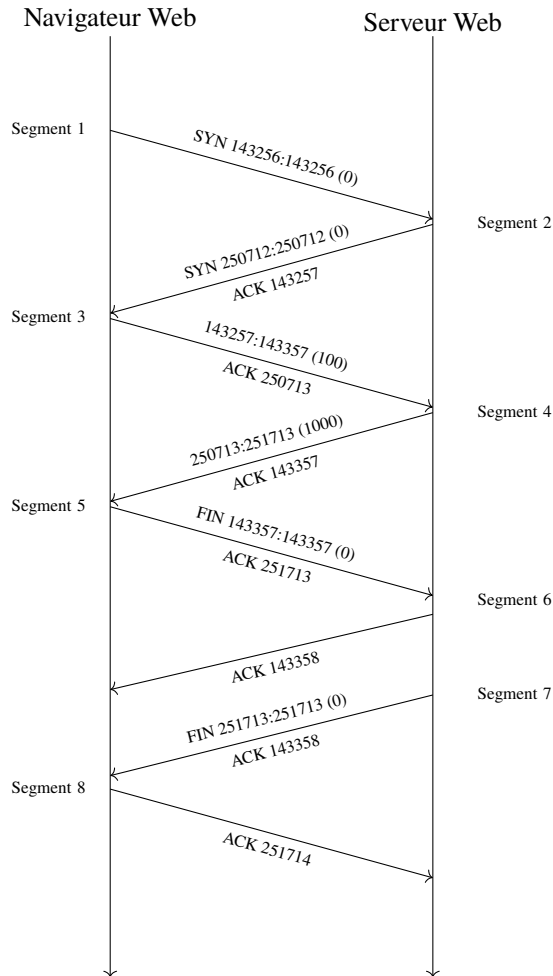 Navigateur Web
Serveur Web
Segment 1
SYN 143256:143256 (0)
Segment 2
SYN 250712:250712 (0)
ACK 143257
Segment 3
143257:143357 (100)
ACK 250713
Segment 4
250713:251713 (1000)
ACK 143357
Segment 5
FIN 143357:143357 (0)
ACK 251713
Segment 6
ACK 143358
Segment 7
FIN 251713:251713 (0)
ACK 143358
Segment 8
ACK 251714